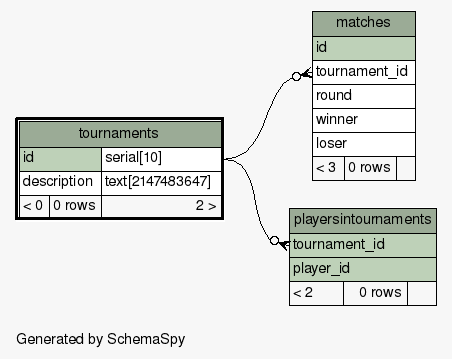 matches
id
tournament_id
round
winner
loser
< 3 0 rows
tournaments
id serial[10]
description text[2147483647]
< 0 0 rows 2 >
playersintournaments
tournament_id
player_id
< 2 0 rows
Generated by SchemaSpy